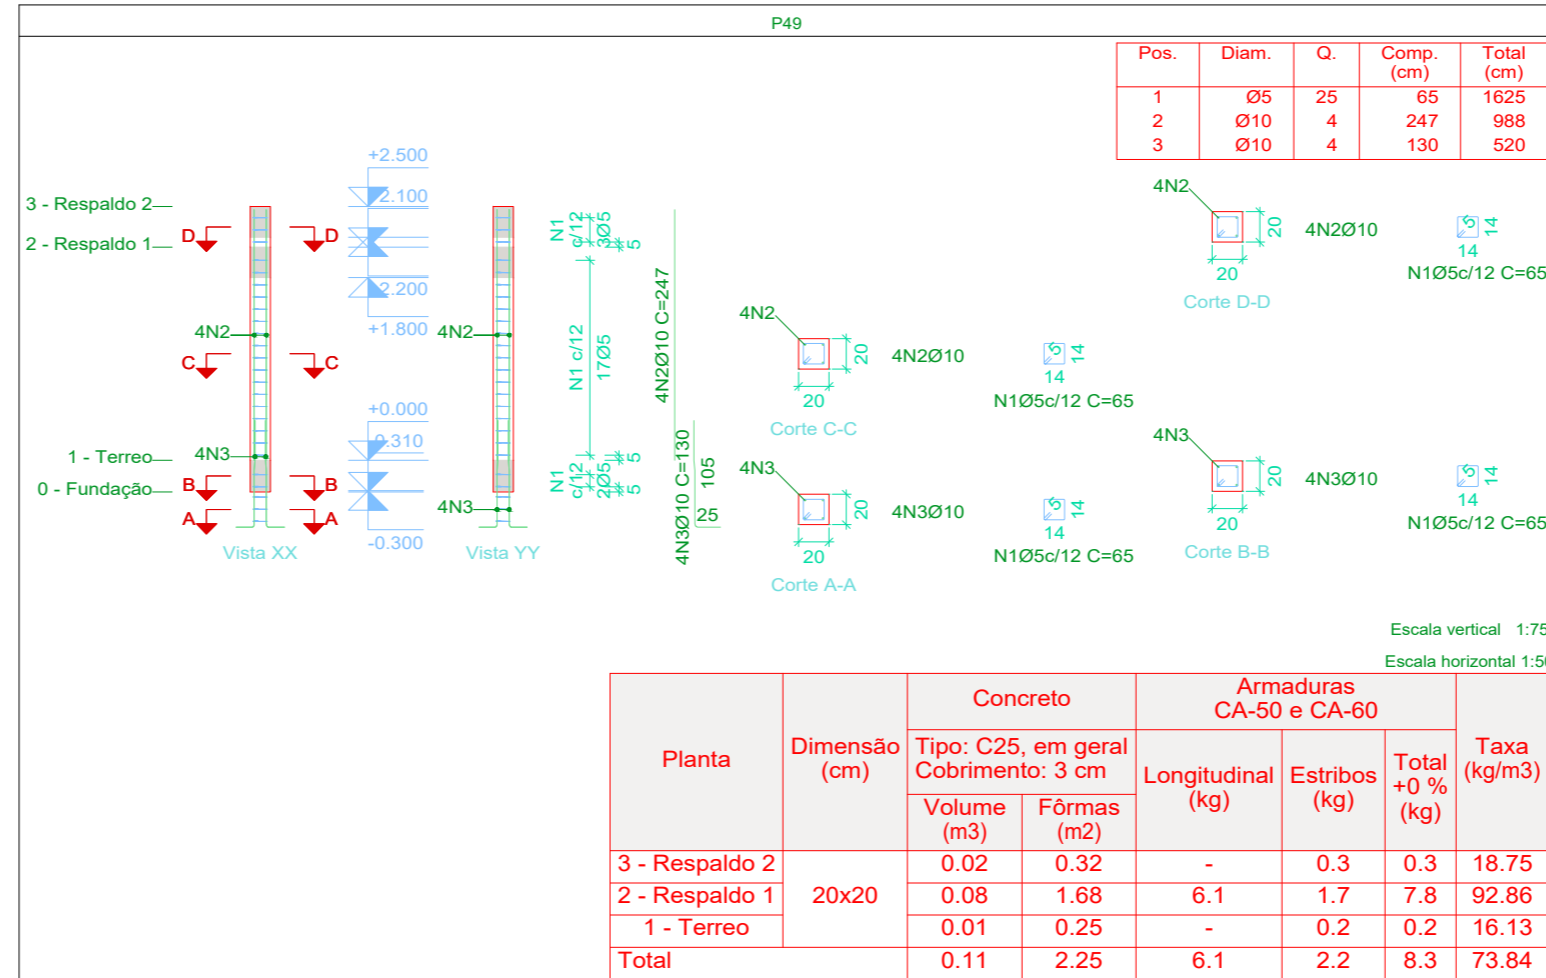 P49
Pos. Diam. Q. Comp. (cm) Total (cm)
1 Ø5 25 65 1625
2 Ø10 4 247 988
3 Ø10 4 130 520
3 - Respaldo 2
2 - Respaldo 1
1 - Terreo
0 - Fundação
D D
4N2
C C
4N3
B B
A A
Vista XX
+2.500
2.100
2.200
+1.800
+0.000
0.310
-0.300
4N2
4N3
Vista YY
N1
c/12
3Ø5
5
N1 c/12
17Ø5
5
N1
c/12
2Ø5
5
4N2Ø10 C=247
4N3Ø10 C=130
105
25
4N2
20
20
4N2Ø10
5
14
14
N1Ø5c/12 C=65
Corte D-D
4N2
20
20
4N2Ø10
5
14
14
N1Ø5c/12 C=65
Corte C-C
4N3
20
20
4N3Ø10
5
14
14
N1Ø5c/12 C=65
Corte B-B
4N3
20
20
4N3Ø10
5
14
14
N1Ø5c/12 C=65
Corte A-A
Escala vertical 1:75
Escala horizontal
Planta
Dimensão
(cm)
Concreto
Tipo: C25, em geral
Cobrimento: 3 cm
Volume
(m3)
Fôrmas
(m2)
Armaduras
CA-50 e CA-60
Longitudinal
(kg)
Estribos
(kg)
Total
+0 %
(kg)
Taxa
(kg/m3)
3 - Respaldo 2 0.02 0.32 - 0.3 0.3 18.75
2 - Respaldo 1 20x20 0.08 1.68 6.1 1.7 7.8 92.86
1 - Terreo 0.01 0.25 - 0.2 0.2 16.13
Total 0.11 2.25 6.1 2.2 8.3 73.84